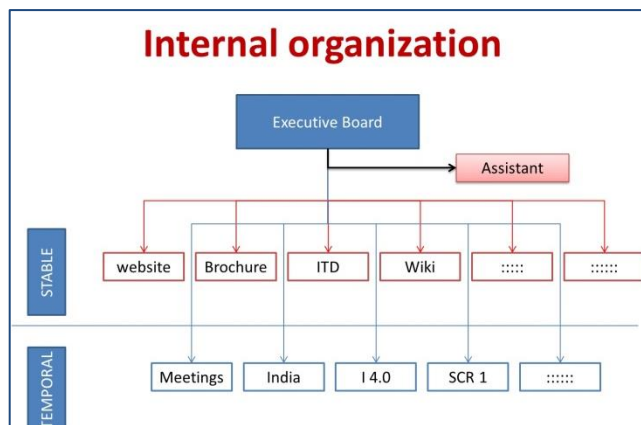 Internal organization
Executive Board
Assistant
STABLE
website
Brochure
ITD
Wiki
:::::
::::::
TEMPORAL
Meetings
India
I 4.0
SCR 1
::::::